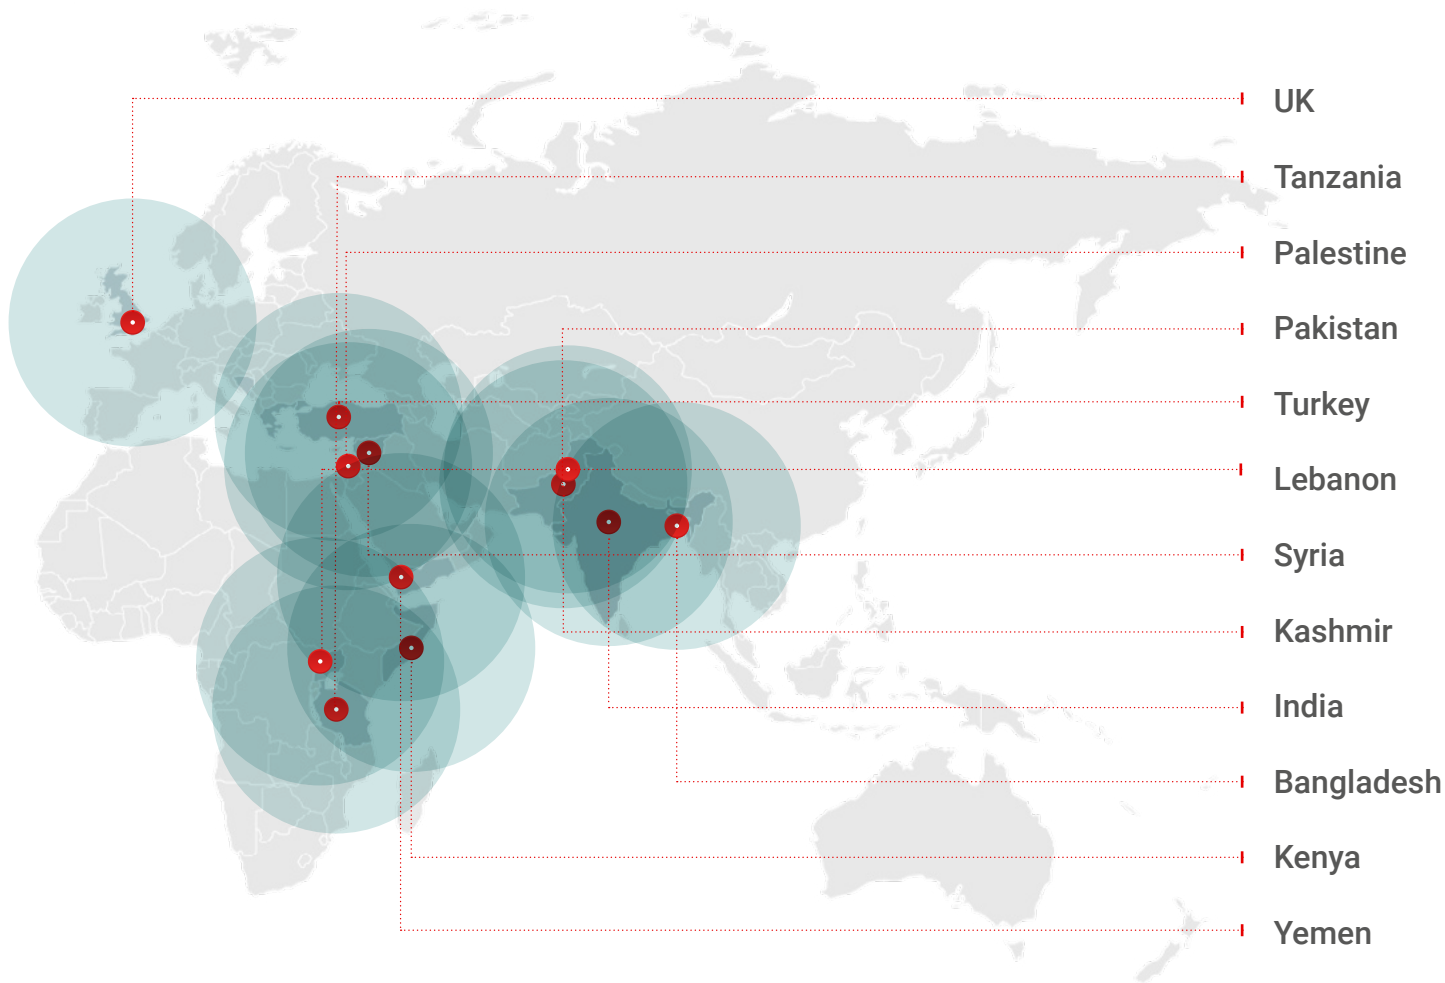 UK
Tanzania
Palestine
Pakistan
Turkey
Lebanon
Syria
Kashmir
India
Bangladesh
Kenya
Yemen